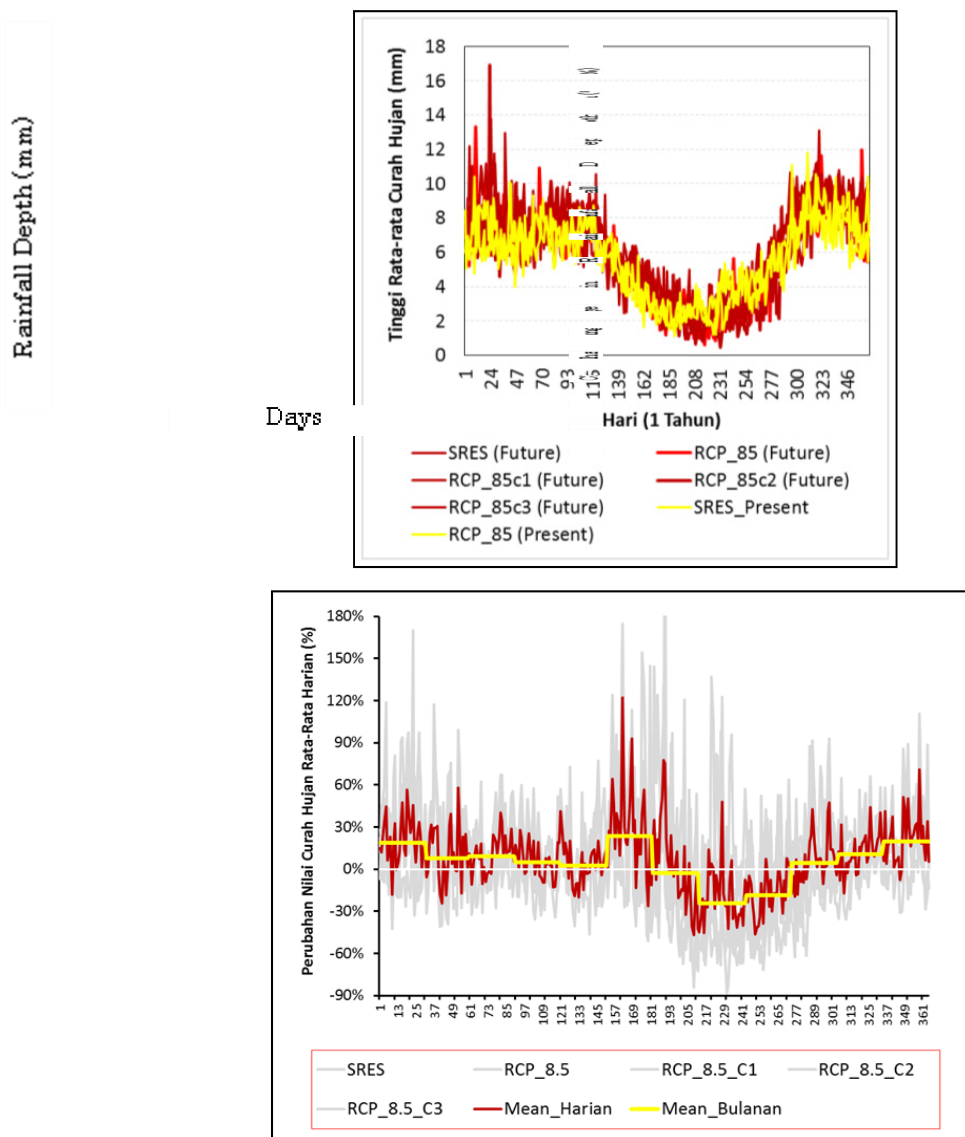 Rainfall Depth (mm)
Tinggi Rata-rata Curah Hujan (mm)
18
16
14
12
10
8
6
4
2
0
1 24 47 70 93 116 139 162 185 208 231 254 277 300 323 346
Days
Hari (1 Tahun)
SRES (Future) RCP_85 (Future)
RCP_85c1 (Future) RCP_85c2 (Future)
RCP_85c3 (Future) SRES_Present
RCP_85 (Present)
Perubahan Nilai Curah Hujan Rata-Rata Harian (%)
180%
150%
120%
90%
60%
30%
0%
-30%
-60%
-90%
1 13 25 37 49 61 73 85 97 109 121 133 145 157 169 181 193 205 217 229 241 253 265 277 289 301 313 325 337 349 361
SRES RCP_8.5 RCP_8.5_C1 RCP_8.5_C2
RCP_8.5_C3 Mean_Harian Mean_Bulanan